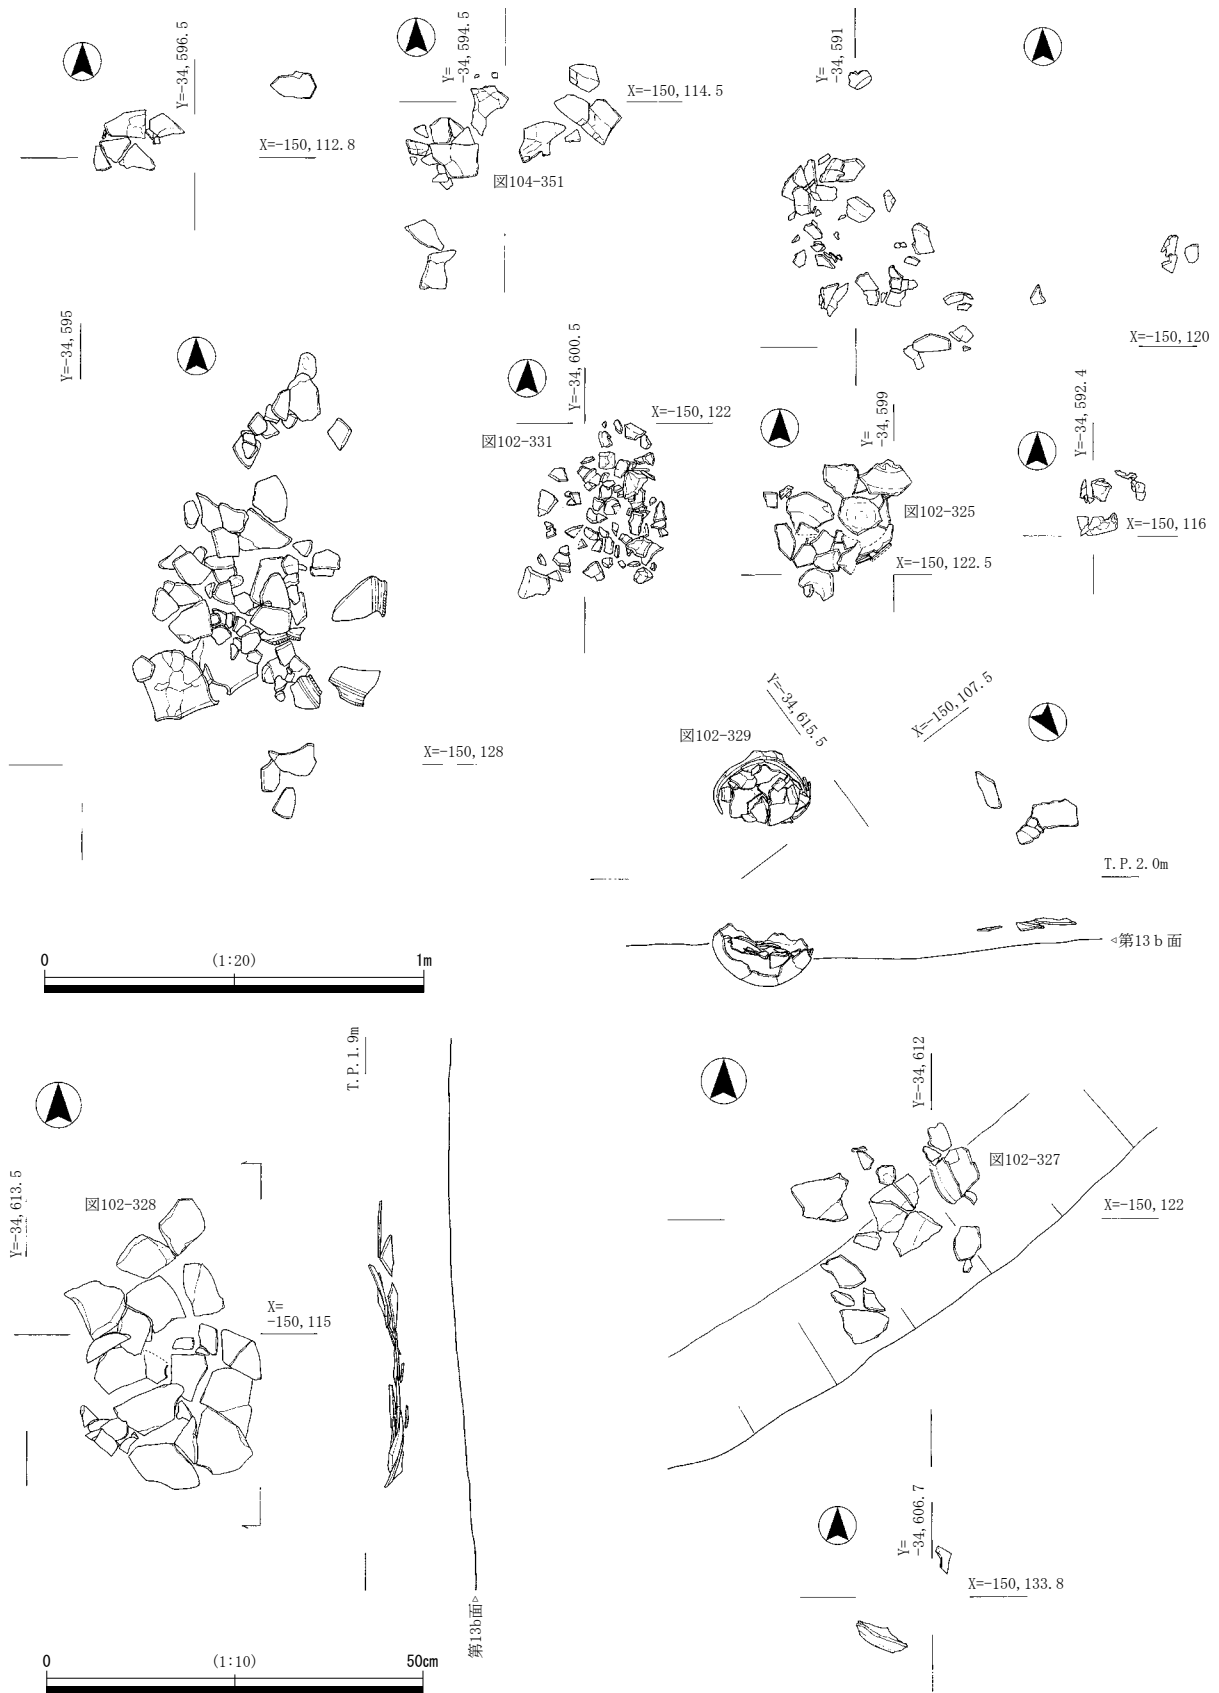 Y=-34,596.5
X=-150,112.8
Y=
-34,594.5
X=-150,114.5
図104-351
Y=
-34,591
X=-150,120
Y=-34,595
X=-150,128
Y=-34,600.5
X=-150,122
図102-331
Y=
-34,599
図102-325
X=-150,122.5
Y=-34,592.4
X=-150,116
図102-329
Y=-34,615.5
X=-150,107.5
T.P.2.0m
◁第13b面
0
(1:20)
1m
T.P.1.9m
Y=-34,613.5
図102-328
X=
-150,115
第13b面▷
Y=-34,612
図102-327
X=-150,122
Y=
-34,606.7
X=-150,133.8
0
(1:10)
50cm